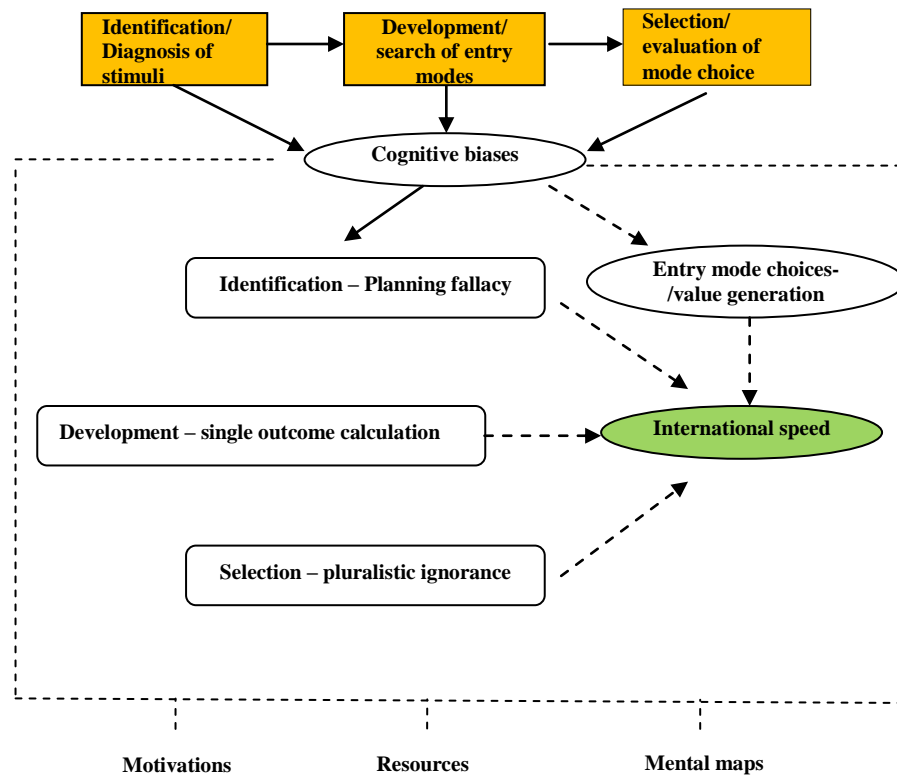 Identification/
Diagnosis of
stimuli
Development/
search of entry
modes
Selection/
evaluation of
mode choice
Cognitive biases
Identification – Planning fallacy
Entry mode choices-
/value generation
Development – single outcome calculation
International speed
Selection – pluralistic ignorance
Motivations
Resources
Mental maps